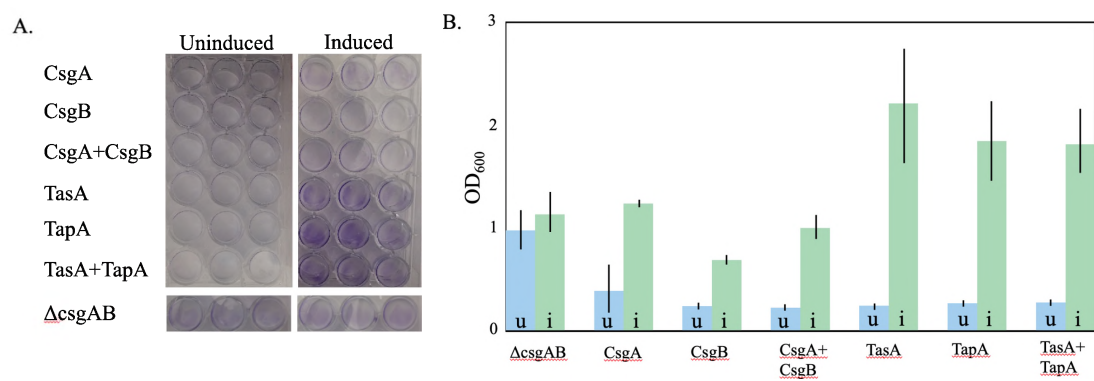 A.
Uninduced Induced
CsgA
CsgB
CsgA+CsgB
TasA
TapA
TasA+TapA
ΔcsgAB
B.
3
2
1
0
OD600
u i u i u i u i u i u i u i
ΔcsgAB CsgA CsgB CsgA+ TasA TapA TasA+
CsgB TapA